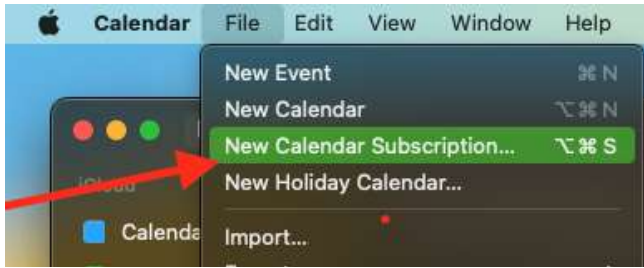 Calendar File Edit View Window Help
New Event ⌘ N
New Calendar ⌥ ⌘ N
New Calendar Subscription... ⌥ ⌘ S
New Holiday Calendar...
iCloud
Calenda
Import...